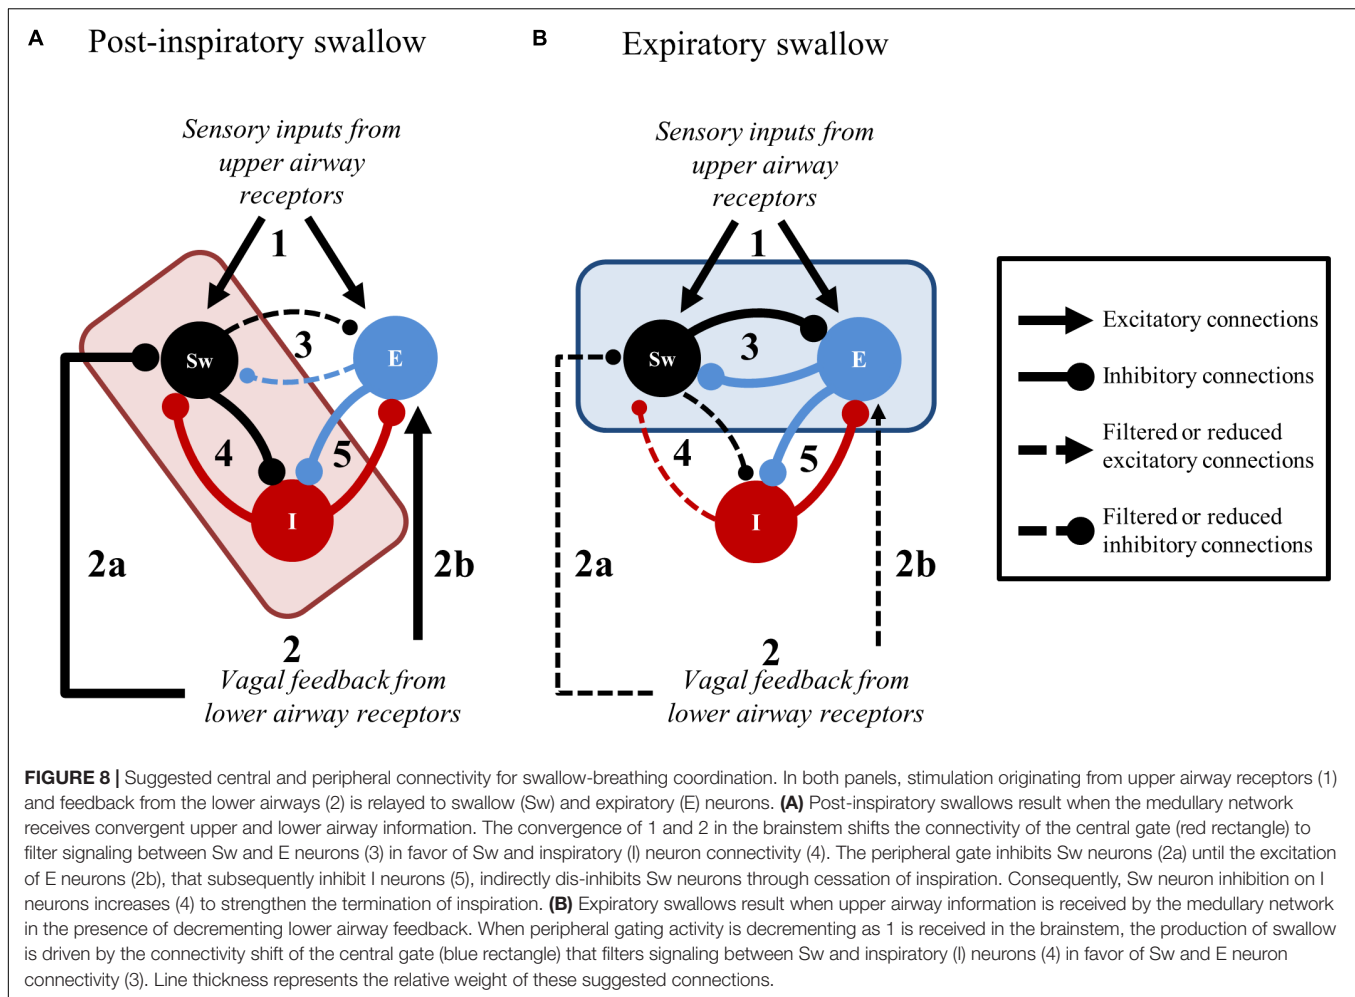 A Post-inspiratory swallow
Sensory inputs from
upper airway
receptors
1
Sw
3
E
4
5
I
2a
2b
2
Vagal feedback from
lower airway receptors
B Expiratory swallow
Sensory inputs from
upper airway
receptors
1
Sw
3
E
4
5
I
2a
2b
2
Vagal feedback from
lower airway receptors
Excitatory connections
Inhibitory connections
Filtered or reduced
excitatory connections
Filtered or reduced
inhibitory connections
FIGURE 8 | Suggested central and peripheral connectivity for swallow-breathing coordination. In both panels, stimulation originating from upper airway receptors (1)
and feedback from the lower airways (2) is relayed to swallow (Sw) and expiratory (E) neurons. (A) Post-inspiratory swallows result when the medullary network
receives convergent upper and lower airway information. The convergence of 1 and 2 in the brainstem shifts the connectivity of the central gate (red rectangle) to
filter signaling between Sw and E neurons (3) in favor of Sw and inspiratory (I) neuron connectivity (4). The peripheral gate inhibits Sw neurons (2a) until the excitation
of E neurons (2b), that subsequently inhibit I neurons (5), indirectly dis-inhibits Sw neurons through cessation of inspiration. Consequently, Sw neuron inhibition on I
neurons increases (4) to strengthen the termination of inspiration. (B) Expiratory swallows result when upper airway information is received by the medullary network
in the presence of decrementing lower airway feedback. When peripheral gating activity is decrementing as 1 is received in the brainstem, the production of swallow
is driven by the connectivity shift of the central gate (blue rectangle) that filters signaling between Sw and inspiratory (I) neurons (4) in favor of Sw and E neuron
connectivity (3). Line thickness represents the relative weight of these suggested connections.